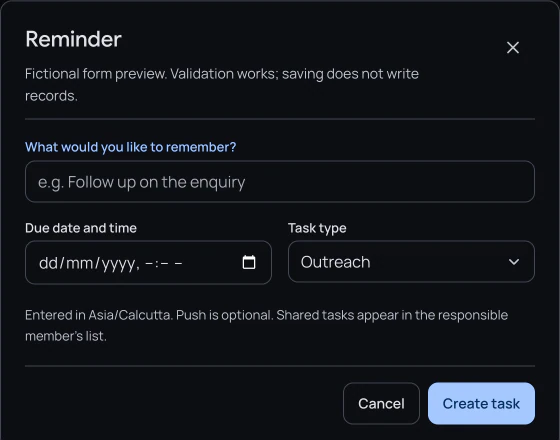 Reminder
Fictional form preview. Validation works; saving does not write
records.
What would you like to remember?
e.g. Follow up on the enquiry
Due date and time
Task type
dd/mm/yyyy, --:-- --
Outreach
Entered in Asia/Calcutta. Push is optional. Shared tasks appear in the responsible
member's list.
Cancel
Create task